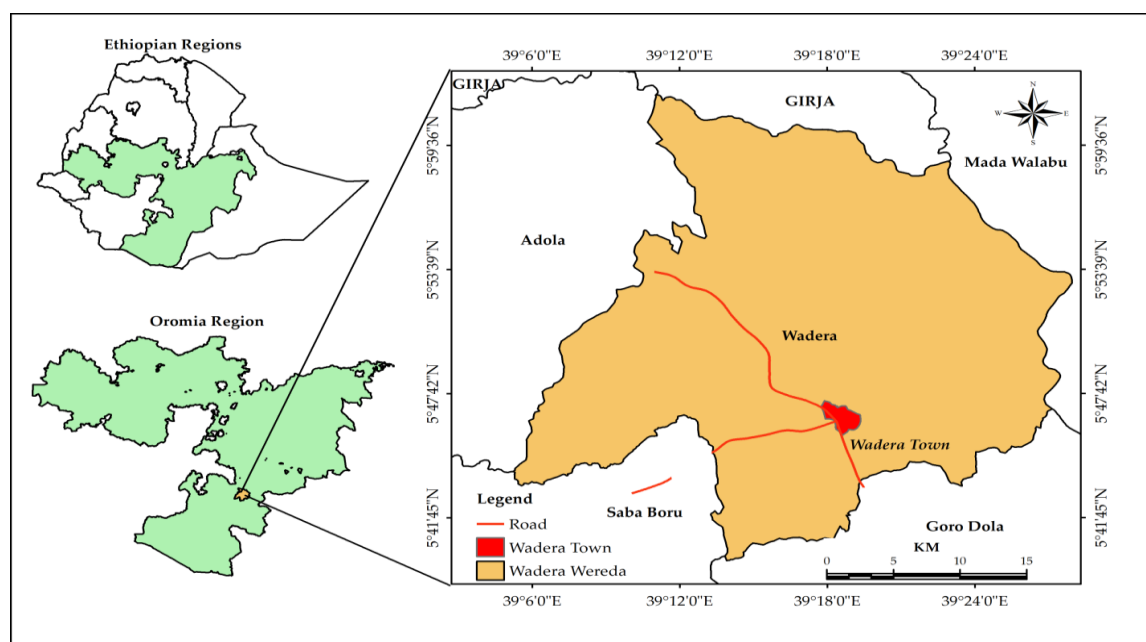 Ethiopian Regions
Oromia Region
39°6'0"E 39°12'0"E 39°18'0"E 39°24'0"E
GIRJA
GIRJA
N
W E
S
Mada Walabu
5°59'36"N
5°59'36"N
Adola
5°53'39"N
5°53'39"N
Wadera
5°47'42"N
5°47'42"N
Wadera Town
Legend
Road
Wadera Town
Wadera Wereda
Saba Boru
Goro Dola
5°41'45"N
5°41'45"N
KM
0 5 10 15
39°6'0"E 39°12'0"E 39°18'0"E 39°24'0"E